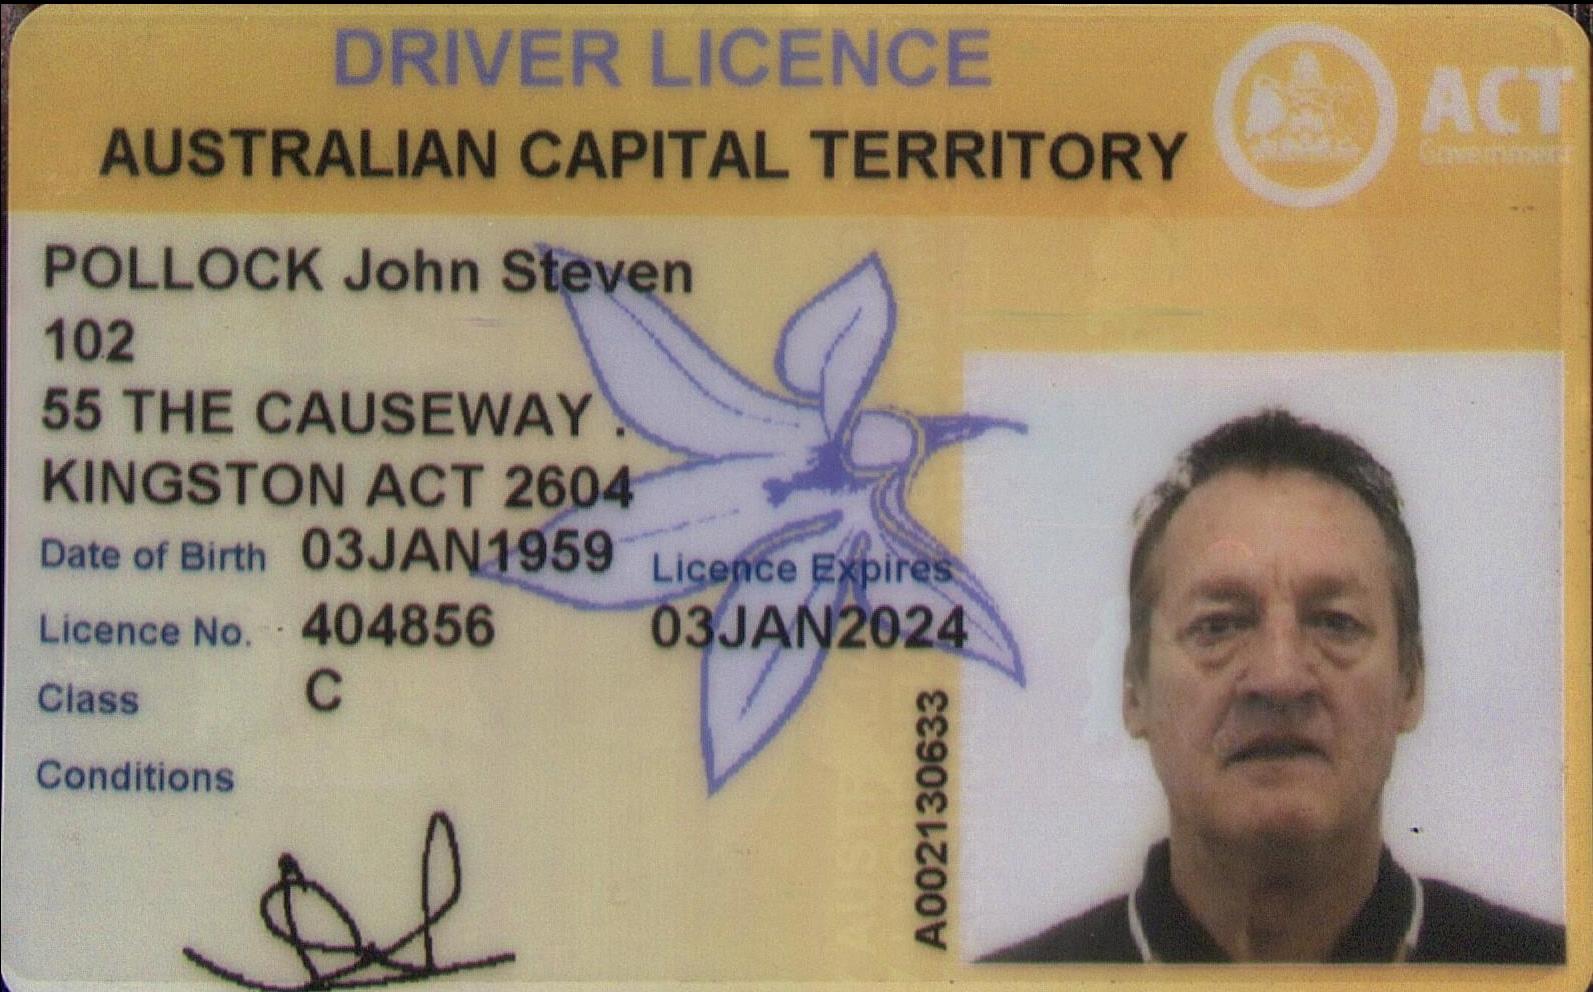 DRIVER LICENCE
AUSTRALIAN CAPITAL TERRITORY
ACT
Government
POLLOCK John Steven
102
55 THE CAUSEWAY .
KINGSTON ACT 2604
Date of Birth 03JAN1959
Licence Expires
Licence No. 404856
03JAN2024
Class C
Conditions
A002130633